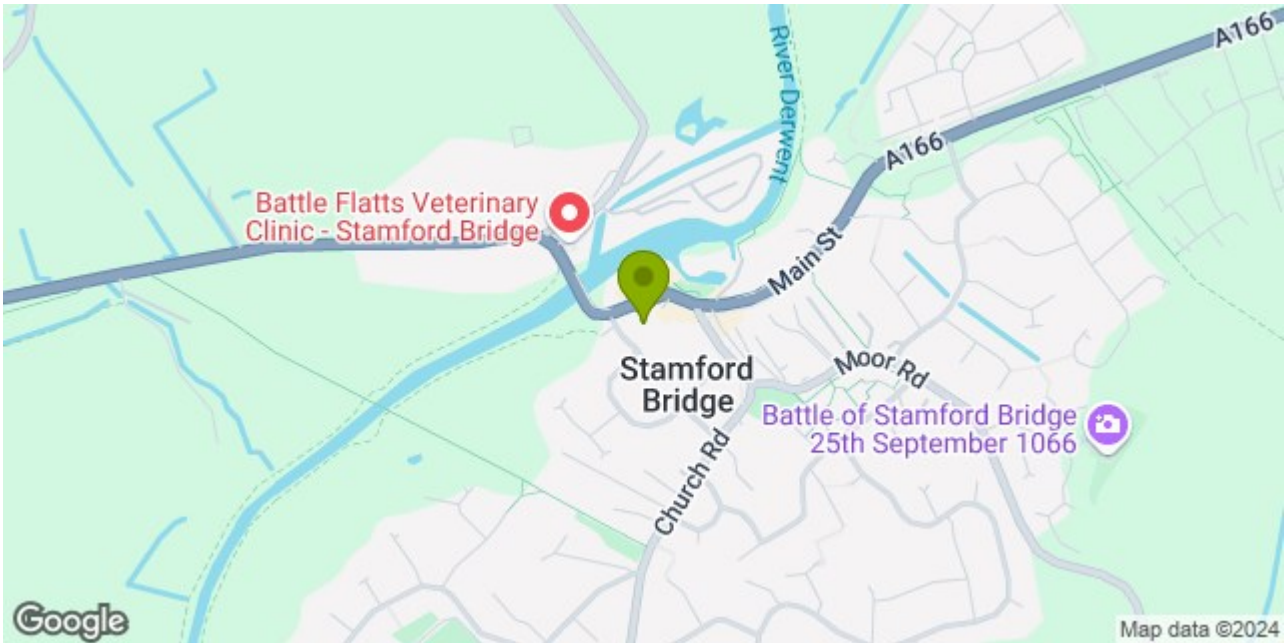 A166
River Derwent
A166
Battle Flatts Veterinary
Clinic - Stamford Bridge
Main St
Stamford
Bridge
Moor Rd
Battle of Stamford Bridge
25th September 1066
Church Rd
Google
Map data ©2024